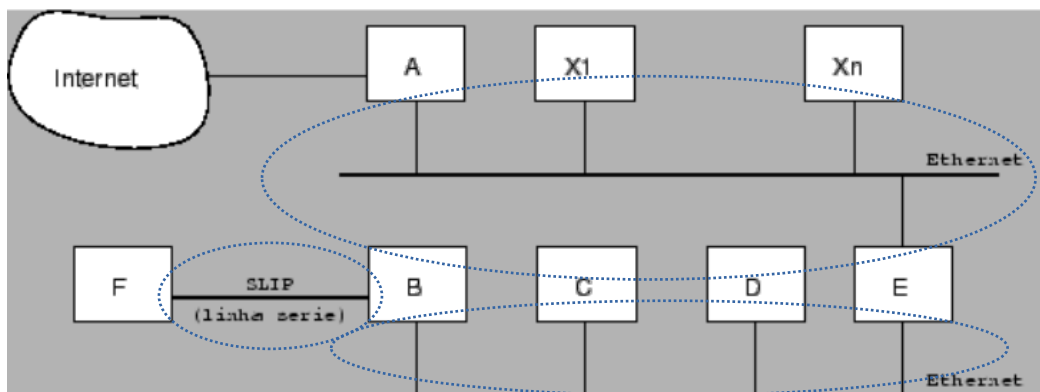 Internet
A
X1
Xn
Ethernet
F
SLIP
(linha serie)
B
C
D
E
Ethernet